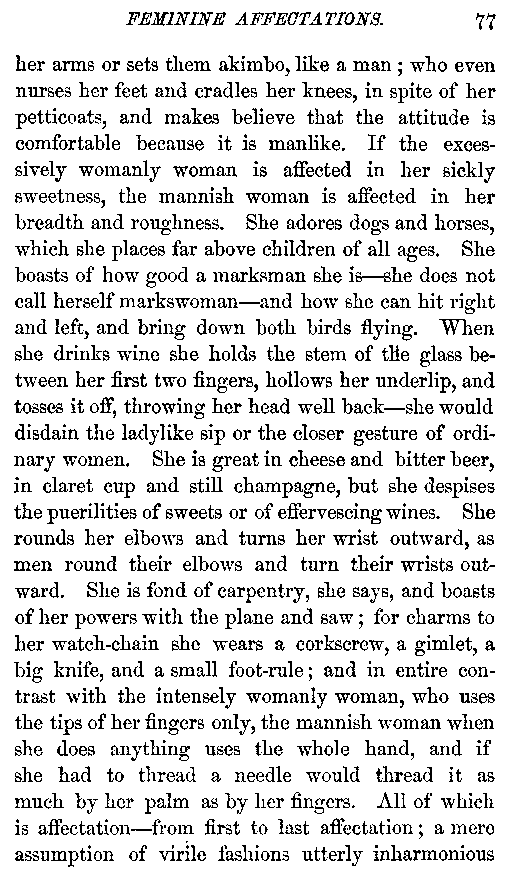 FEMININE AFFECTATIONS. 77
her arms or sets them akimbo, like a man ; who even
nurses her feet and cradles her knees, in spite of her
petticoats, and makes believe that the attitude is
comfortable because it is manlike. If the exces-
sively womanly woman is affected in her sickly
sweetness, the mannish woman is affected in her
breadth and roughness. She adores dogs and horses,
which she places far above children of all ages. She
boasts of how good a marksman she is—she does not
call herself markswoman—and how she can hit right
and left, and bring down both birds flying. When
she drinks wine she holds the stem of the glass be-
tween her first two fingers, hollows her underlip, and
tosses it off, throwing her head well back—she would
disdain the ladylike sip or the closer gesture of ordi-
nary women. She is great in cheese and bitter beer,
in claret cup and still champagne, but she despises
the puerilities of sweets or of effervescing wines. She
rounds her elbows and turns her wrist outward, as
men round their elbows and turn their wrists out-
ward. She is fond of carpentry, she says, and boasts
of her powers with the plane and saw ; for charms to
her watch-chain she wears a corkscrew, a gimlet, a
big knife, and a small foot-rule ; and in entire con-
trast with the intensely womanly woman, who uses
the tips of her fingers only, the mannish woman when
she does anything uses the whole hand, and if
she had to thread a needle would thread it as
much by her palm as by her fingers. All of which
is affectation—from first to last affectation ; a mere
assumption of virile fashions utterly inharmonious